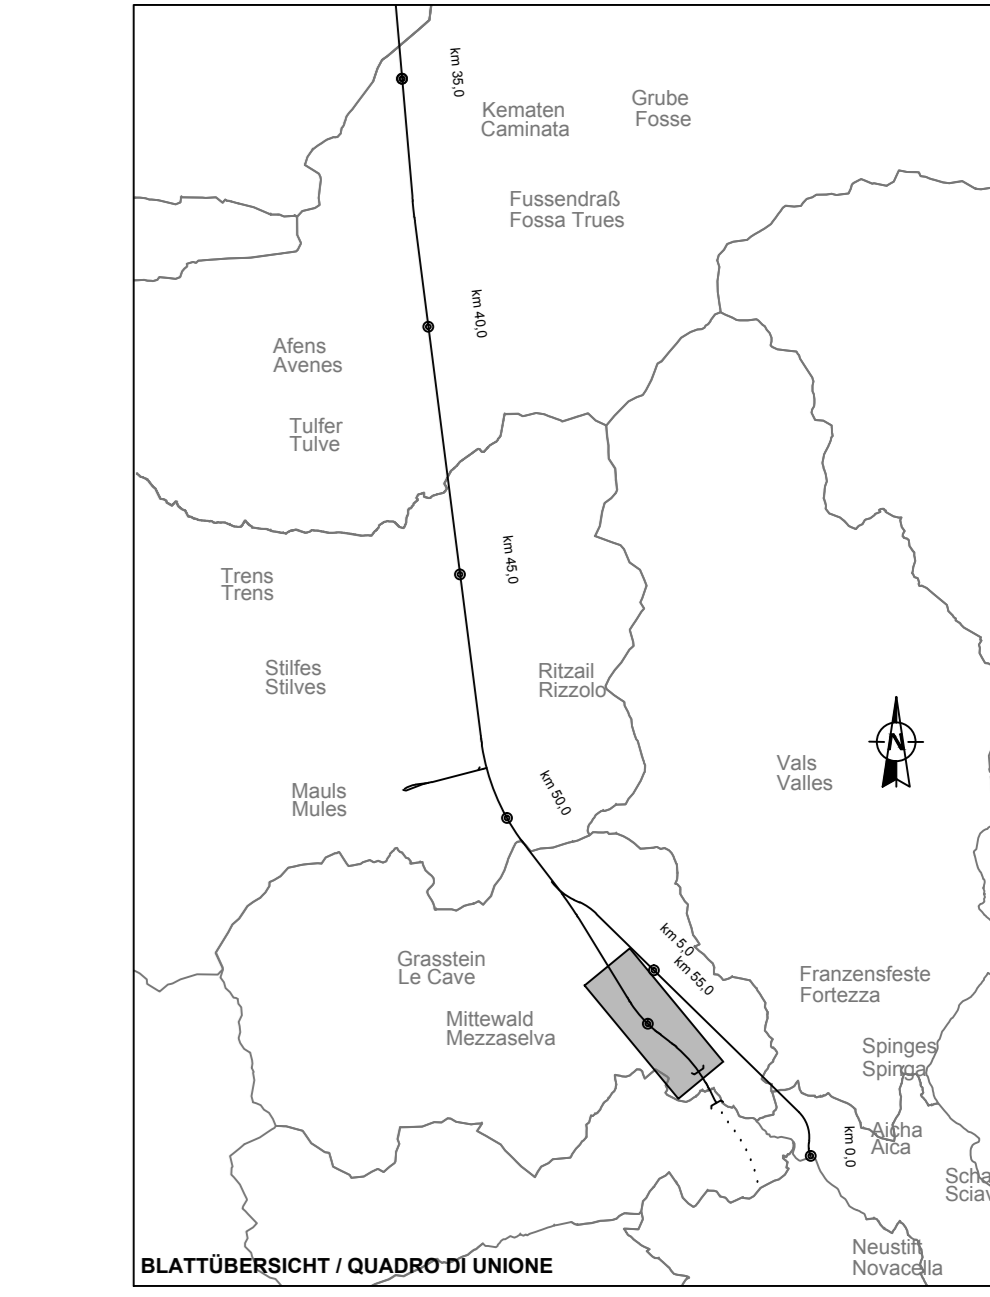 km 35,0
Kematen
Caminata
Grube
Fosse
Fussendraß
Fossa Trues
km 40,0
Afens
Avenes
Tulfer
Tulve
km 45,0
Trens
Trens
Stilfes
Stilves
Ritzail
Rizzolo
N
Vals
Valles
Mauls
Mules
km 50,0
km 5,0
km 55,0
Grasstein
Le Cave
Franzensfeste
Fortezza
Mittewald
Mezzaselva
Spinges
Spinga
km 0,0
Aicha
Aica
Scha
Sciav
Neustift
Novacella
BLATTÜBERSICHT / QUADRO DI UNIONE